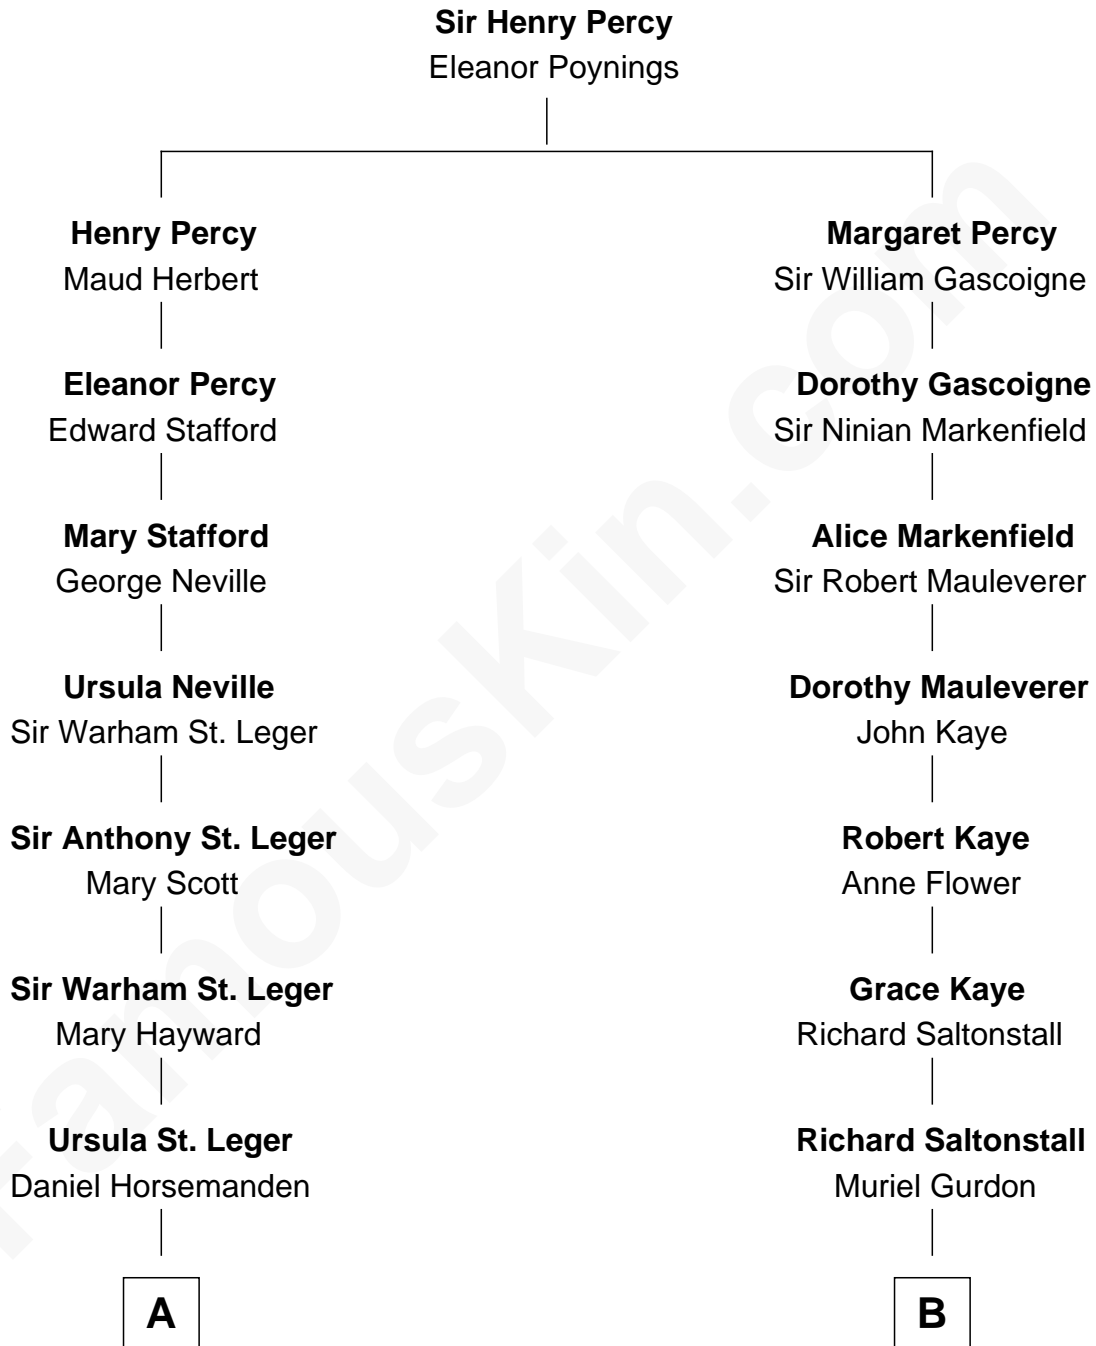 Sir Henry Percy
Eleanor Poynings
Henry Percy
Maud Herbert
Eleanor Percy
Edward Stafford
Mary Stafford
George Neville
Ursula Neville
Sir Warham St. Leger
Sir Anthony St. Leger
Mary Scott
Sir Warham St. Leger
Mary Hayward
Ursula St. Leger
Daniel Horsemanden
A
Margaret Percy
Sir William Gascoigne
Dorothy Gascoigne
Sir Ninian Markenfield
Alice Markenfield
Sir Robert Mauleverer
Dorothy Mauleverer
John Kaye
Robert Kaye
Anne Flower
Grace Kaye
Richard Saltonstall
Richard Saltonstall
Muriel Gurdon
B
FamousKin.com